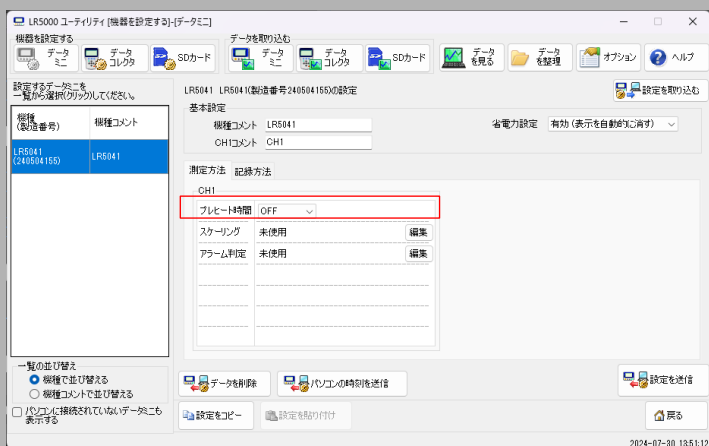 LR5000 ユーティリティ [機器を設定する]-[データミニ]
機器を設定する
データを取り込む
データ
ミニ
データ
コレクタ
SDカード
データ
ミニ
データ
コレクタ
SDカード
データ
を見る
データ
を整理
オプション
ヘルプ
設定するデータミニを
一覧から選択(クリック)してください。
機種
(製造番号)
機種コメント
LR5041
(240504155)
LR5041
一覧の並び替え
機種で並び替える
機種コメントで並び替える
パソコンに接続されていないデータミニも
表示する
LR5041 LR5041(製造番号240504155)の設定
設定を取り込む
基本設定
機種コメント LR5041
CH1コメント CH1
省電力設定 有効 (表示を自動的に消す)
測定方法 記録方法
CH1
プレヒート時間 OFF
スケーリング 未使用 編集
アラーム判定 未使用 編集
データを削除
パソコンの時刻を送信
設定を送信
設定をコピー
設定を貼り付け
戻る
2024-07-30 13:51:12